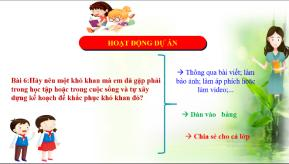 HOẠT ĐỘNG DỰ ÁN
Bài 6:Hãy nêu một khó khăn mà em đã gặp phải
trong học tập hoặc trong cuộc sống và tự xây
dựng kế hoạch để khắc phục khó khăn đó?
→ Thông qua bài viết; làm
báo ảnh; làm áp phích hoặc
làm video;...
→ Dán vào bảng
→ Chia sẻ cho cả lớp